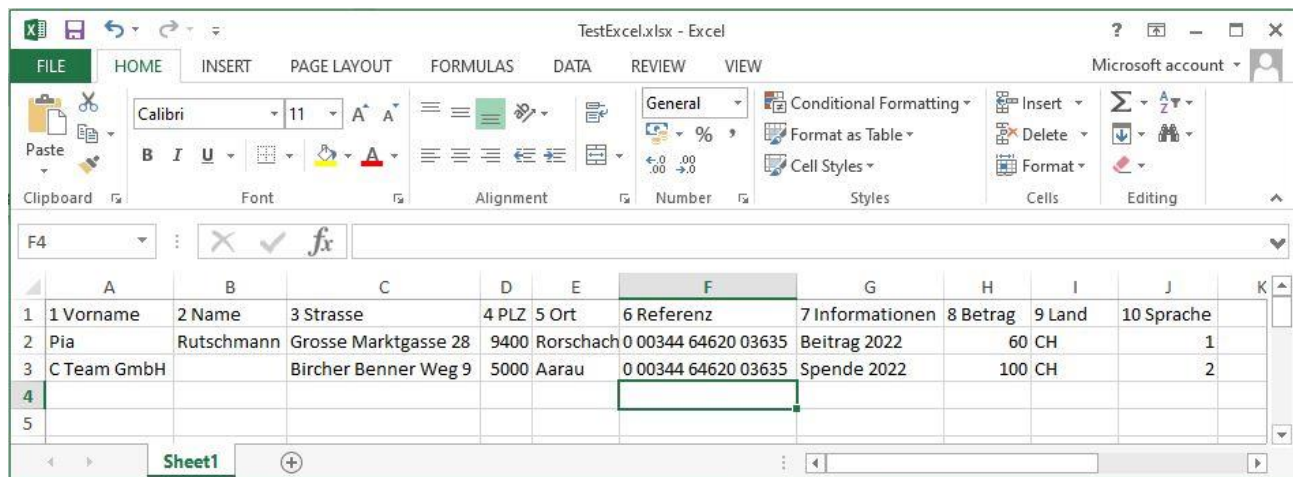 TestExcel.xlsx - Excel ?
FILE HOME INSERT PAGE LAYOUT FORMULAS DATA REVIEW VIEW Microsoft account
Calibri 11 A A General Conditional Formatting Insert Σ A Z
Paste % , Format as Table Delete
B I U A ←.0 .00 .00 →.0 Cell Styles Format
Clipboard Font Alignment Number Styles Cells Editing
F4 fx
A B C D E F G H I J K
1 1 Vorname 2 Name 3 Strasse 4 PLZ 5 Ort 6 Referenz 7 Informationen 8 Betrag 9 Land 10 Sprache
2 Pia Rutschmann Grosse Marktgasse 28 9400 Rorschach 0 00344 64620 03635 Beitrag 2022 60 CH 1
3 C Team GmbH Bircher Benner Weg 9 5000 Aarau 0 00344 64620 03635 Spende 2022 100 CH 2
4
5
Sheet1